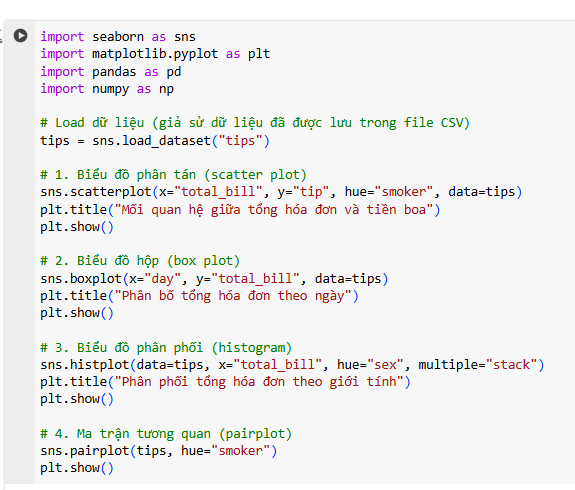 import seaborn as sns
import matplotlib.pyplot as plt
import pandas as pd
import numpy as np
# Load dữ liệu (giả sử dữ liệu đã được lưu trong file CSV)
tips = sns.load_dataset("tips")
# 1. Biểu đồ phân tán (scatter plot)
sns.scatterplot(x="total_bill", y="tip", hue="smoker", data=tips)
plt.title("Mối quan hệ giữa tổng hóa đơn và tiền boa")
plt.show()
# 2. Biểu đồ hộp (box plot)
sns.boxplot(x="day", y="total_bill", data=tips)
plt.title("Phân bố tổng hóa đơn theo ngày")
plt.show()
# 3. Biểu đồ phân phối (histogram)
sns.histplot(data=tips, x="total_bill", hue="sex", multiple="stack")
plt.title("Phân phối tổng hóa đơn theo giới tính")
plt.show()
# 4. Ma trận tương quan (pairplot)
sns.pairplot(tips, hue="smoker")
plt.show()